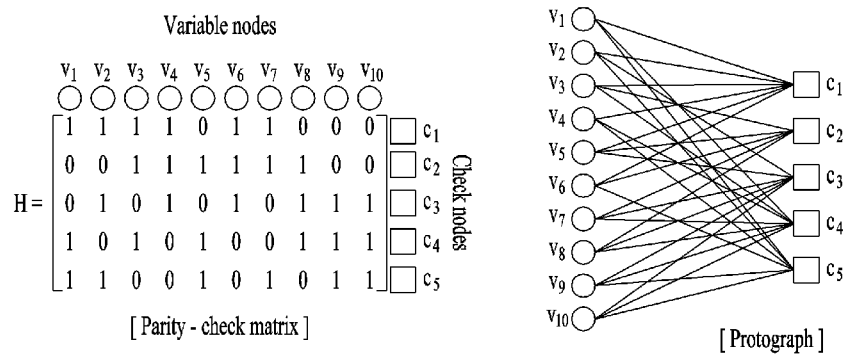 Variable nodes
v1 v2 v3 v4 v5 v6 v7 v8 v9 v10
H =
1 1 1 1 0 1 1 0 0 0 c1
0 0 1 1 1 1 1 1 0 0 c2
0 1 0 1 0 1 0 1 1 1 c3
1 0 1 0 1 0 0 1 1 1 c4
1 1 0 0 1 0 1 0 1 1 c5
Check nodes
[ Parity - check matrix ]
v1
v2
v3
v4
v5
v6
v7
v8
v9
v10
c1
c2
c3
c4
c5
[ Protograph ]